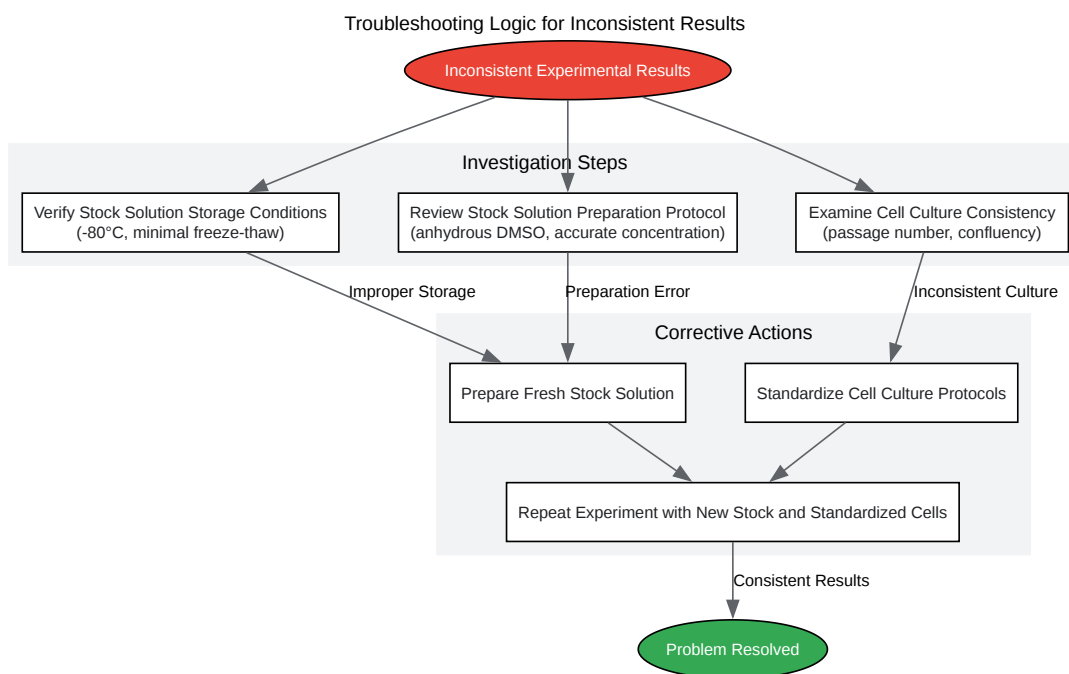 Troubleshooting Logic for Inconsistent Results
Inconsistent Experimental Results
Investigation Steps
Verify Stock Solution Storage Conditions
(-80°C, minimal freeze-thaw)
Review Stock Solution Preparation Protocol
(anhydrous DMSO, accurate concentration)
Examine Cell Culture Consistency
(passage number, confluency)
Improper Storage
Preparation Error
Inconsistent Culture
Corrective Actions
Prepare Fresh Stock Solution
Standardize Cell Culture Protocols
Repeat Experiment with New Stock and Standardized Cells
Consistent Results
Problem Resolved